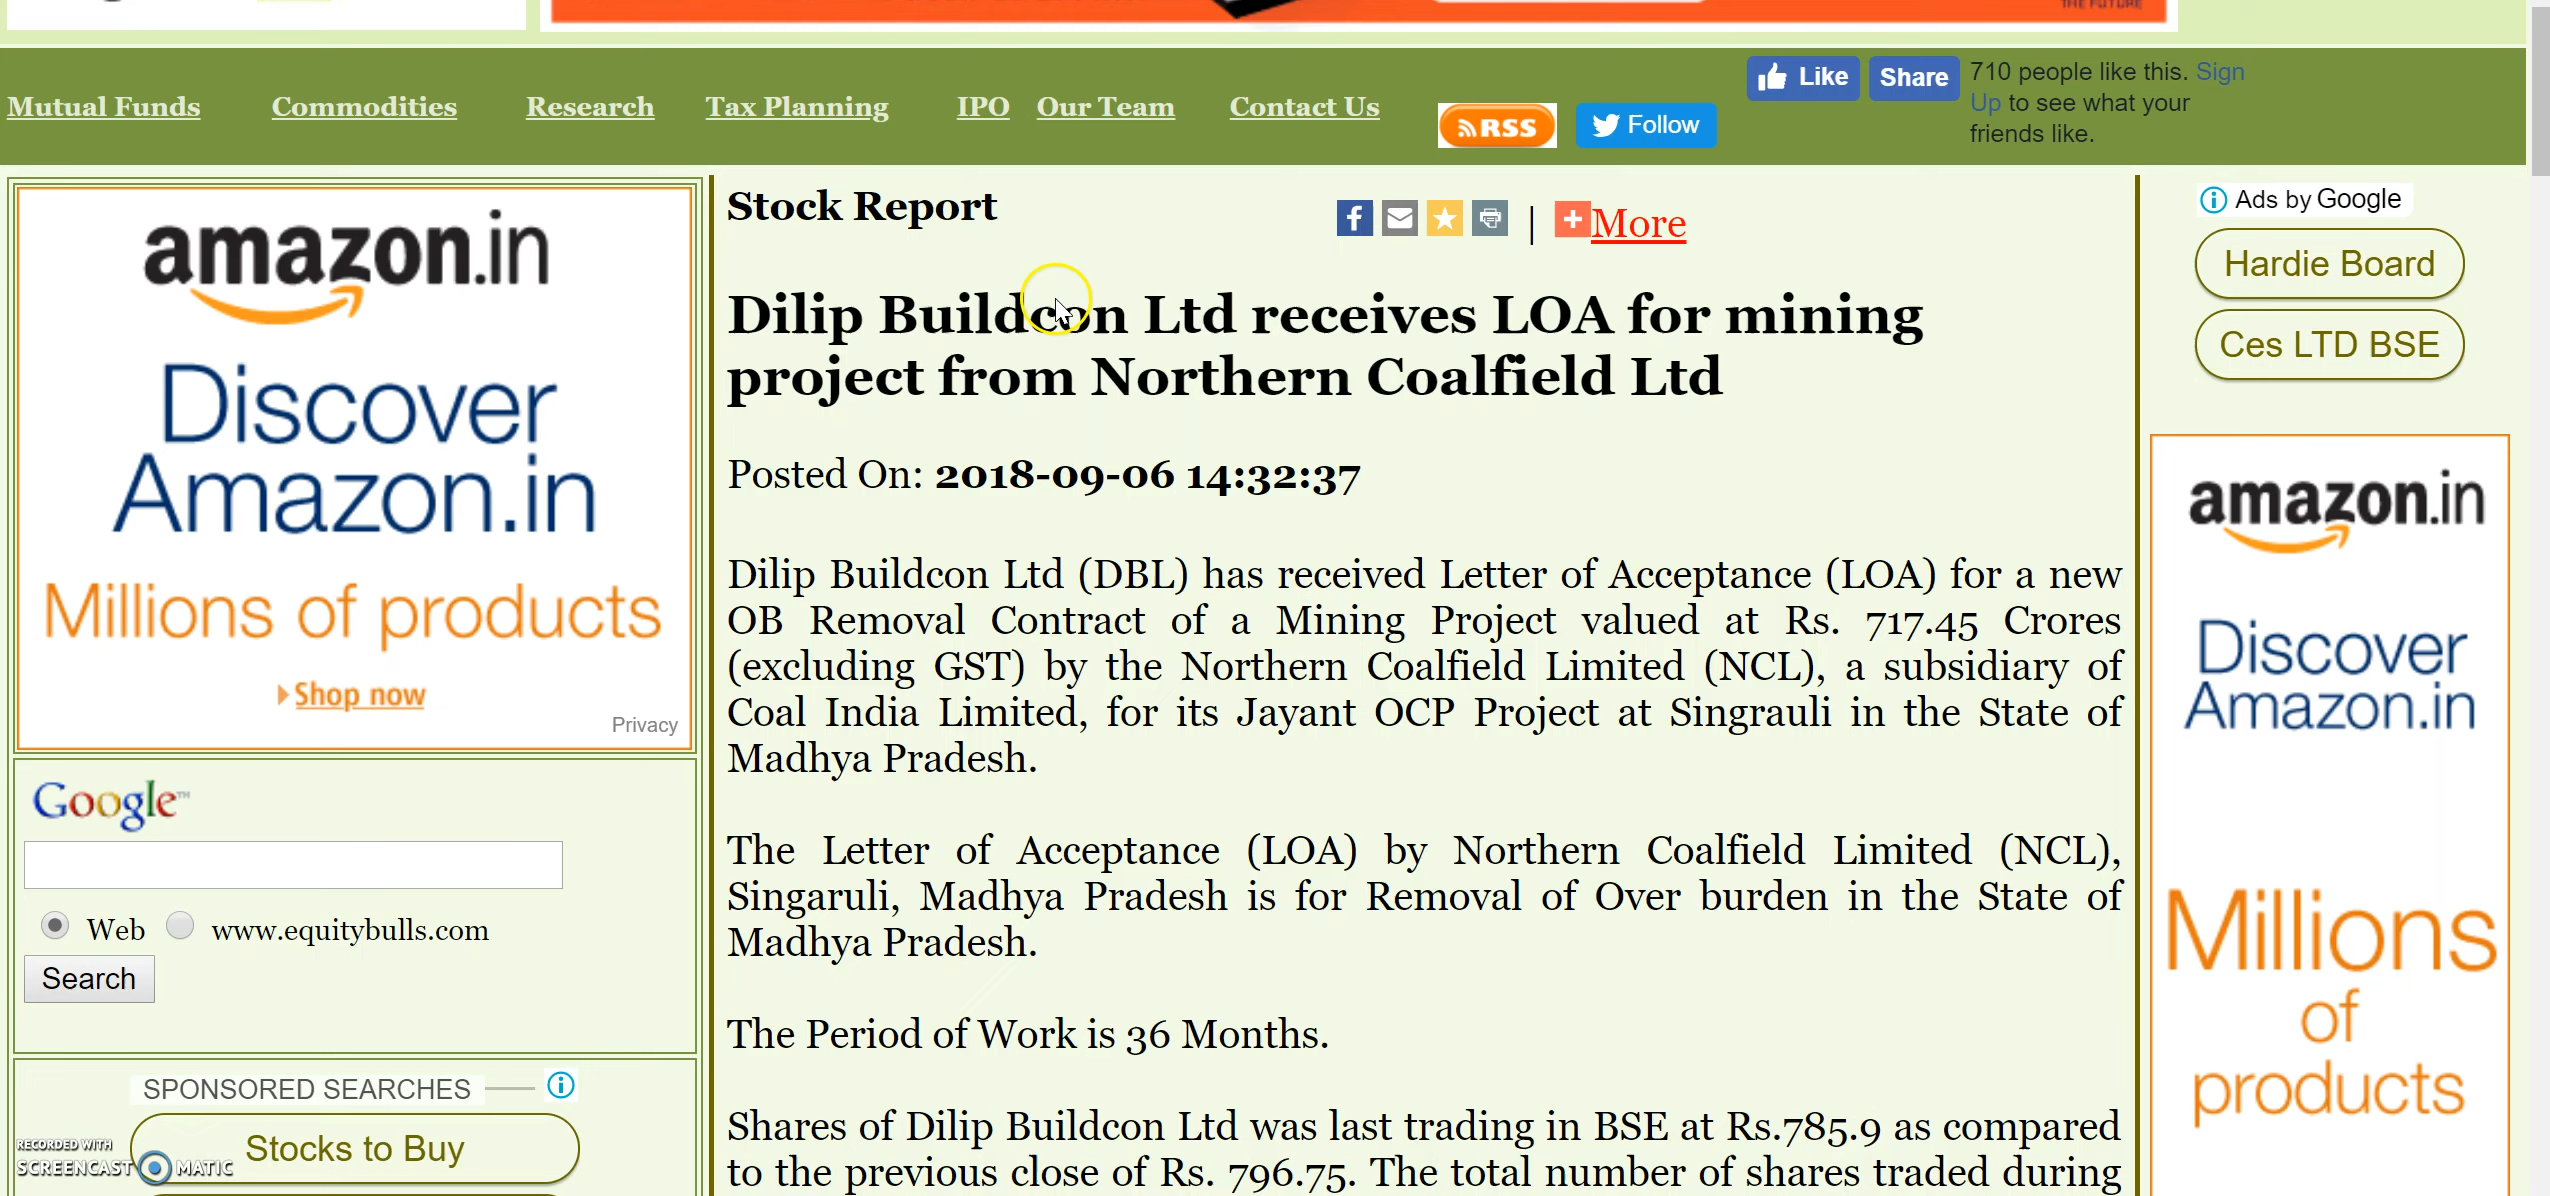 THE FUTURE
Mutual Funds Commodities Research Tax Planning IPO Our Team Contact Us
RSS
Follow
Like Share
710 people like this. Sign
Up to see what your
friends like.
amazon.in
Discover
Amazon.in
Millions of products
Shop now
Privacy
Google™
Web www.equitybulls.com
Search
SPONSORED SEARCHES
Stocks to Buy
RECORDED WITH
SCREENCAST MATIC
Stock Report
| More
Dilip Buildcon Ltd receives LOA for mining
project from Northern Coalfield Ltd
Posted On: 2018-09-06 14:32:37
Dilip Buildcon Ltd (DBL) has received Letter of Acceptance (LOA) for a new
OB Removal Contract of a Mining Project valued at Rs. 717.45 Crores
(excluding GST) by the Northern Coalfield Limited (NCL), a subsidiary of
Coal India Limited, for its Jayant OCP Project at Singrauli in the State of
Madhya Pradesh.
The Letter of Acceptance (LOA) by Northern Coalfield Limited (NCL),
Singaruli, Madhya Pradesh is for Removal of Over burden in the State of
Madhya Pradesh.
The Period of Work is 36 Months.
Shares of Dilip Buildcon Ltd was last trading in BSE at Rs.785.9 as compared
to the previous close of Rs. 796.75. The total number of shares traded during
Ads by Google
Hardie Board
Ces LTD BSE
amazon.in
Discover
Amazon.in
Millions
of
products